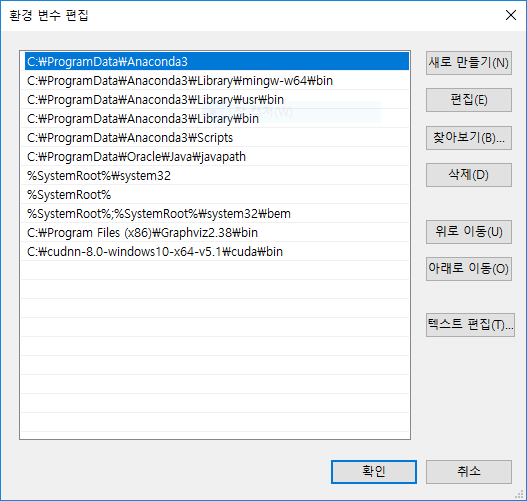 환경 변수 편집
C:₩ProgramData₩Anaconda3
C:₩ProgramData₩Anaconda3₩Library₩mingw-w64₩bin
C:₩ProgramData₩Anaconda3₩Library₩usr₩bin
C:₩ProgramData₩Anaconda3₩Library₩bin
C:₩ProgramData₩Anaconda3₩Scripts
C:₩ProgramData₩Oracle₩Java₩javapath
%SystemRoot%₩system32
%SystemRoot%
%SystemRoot%;%SystemRoot%₩system32₩bem
C:₩Program Files (x86)₩Graphviz2.38₩bin
C:₩cudnn-8.0-windows10-x64-v5.1₩cuda₩bin
새로 만들기(N)
편집(E)
찾아보기(B)...
삭제(D)
위로 이동(U)
아래로 이동(O)
텍스트 편집(T)...
확인
취소